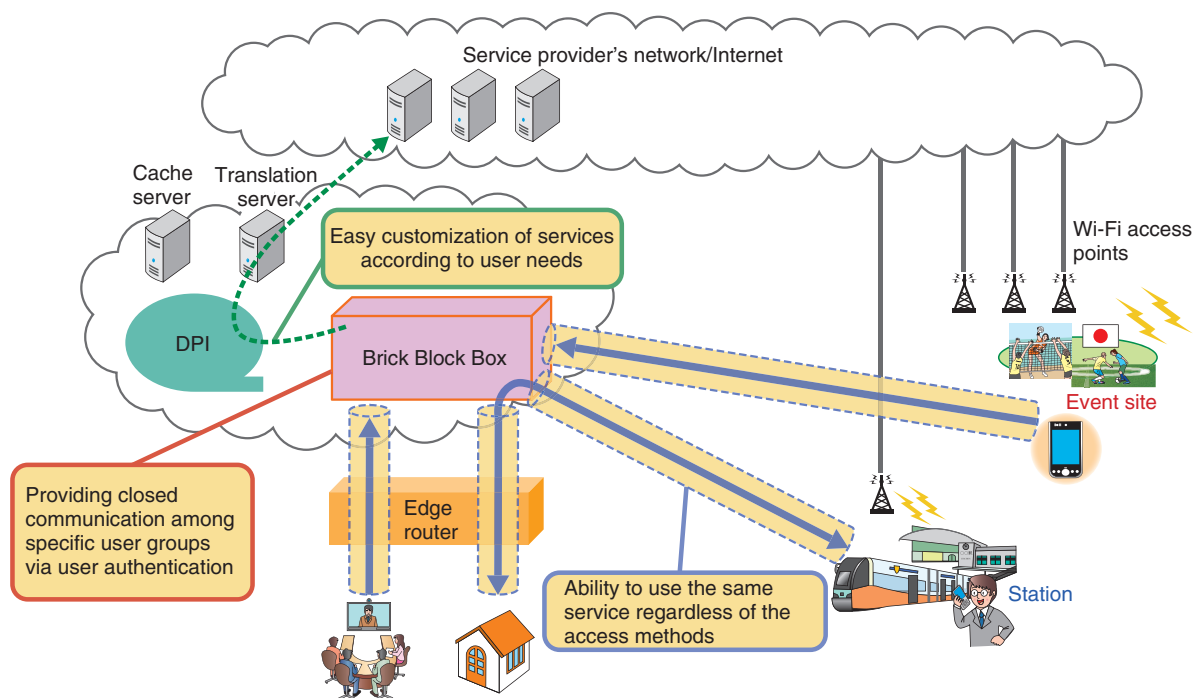 Service provider's network/Internet
Cache
server
Translation
server
Easy customization of services
according to user needs
Wi-Fi access
points
DPI
Brick Block Box
Event site
Providing closed
communication among
specific user groups
via user authentication
Edge
router
Ability to use the same
service regardless of the
access methods
Station